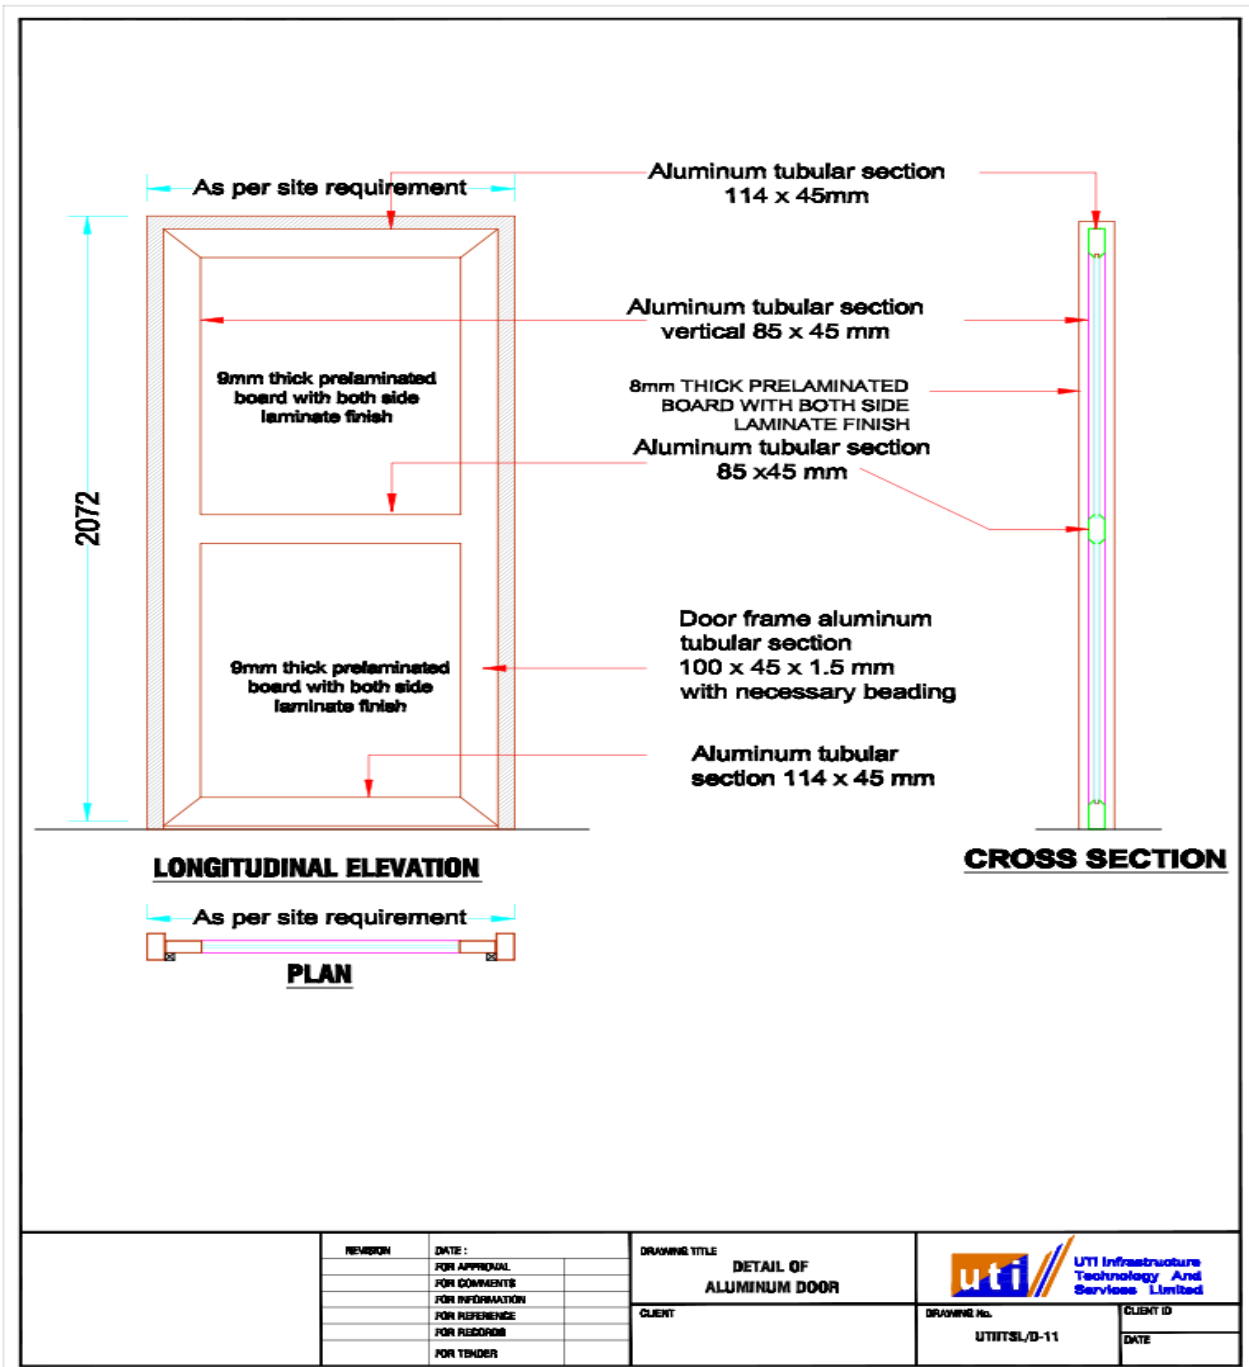 As per site requirement
Aluminum tubular section
114 x 45mm
Aluminum tubular section
vertical 85 x 45 mm
9mm thick prelaminated
board with both side
laminate finish
8mm THICK PRELAMINATED
BOARD WITH BOTH SIDE
LAMINATE FINISH
Aluminum tubular section
85 x45 mm
2072
Door frame aluminum
tubular section
100 x 45 x 1.5 mm
with necessary beading
9mm thick prelaminated
board with both side
laminate finish
Aluminum tubular
section 114 x 45 mm
LONGITUDINAL ELEVATION
CROSS SECTION
As per site requirement
PLAN
REVISION
DATE :
FOR APPROVAL
FOR COMMENTS
FOR INFORMATION
FOR REFERENCE
FOR RECORDS
FOR TENDER
DRAWING TITLE
DETAIL OF
ALUMINUM DOOR
CLIENT
uti
UTI Infrastructure
Technology And
Services Limited
DRAWING No.
UTIITSL/D-11
CLIENT ID
DATE